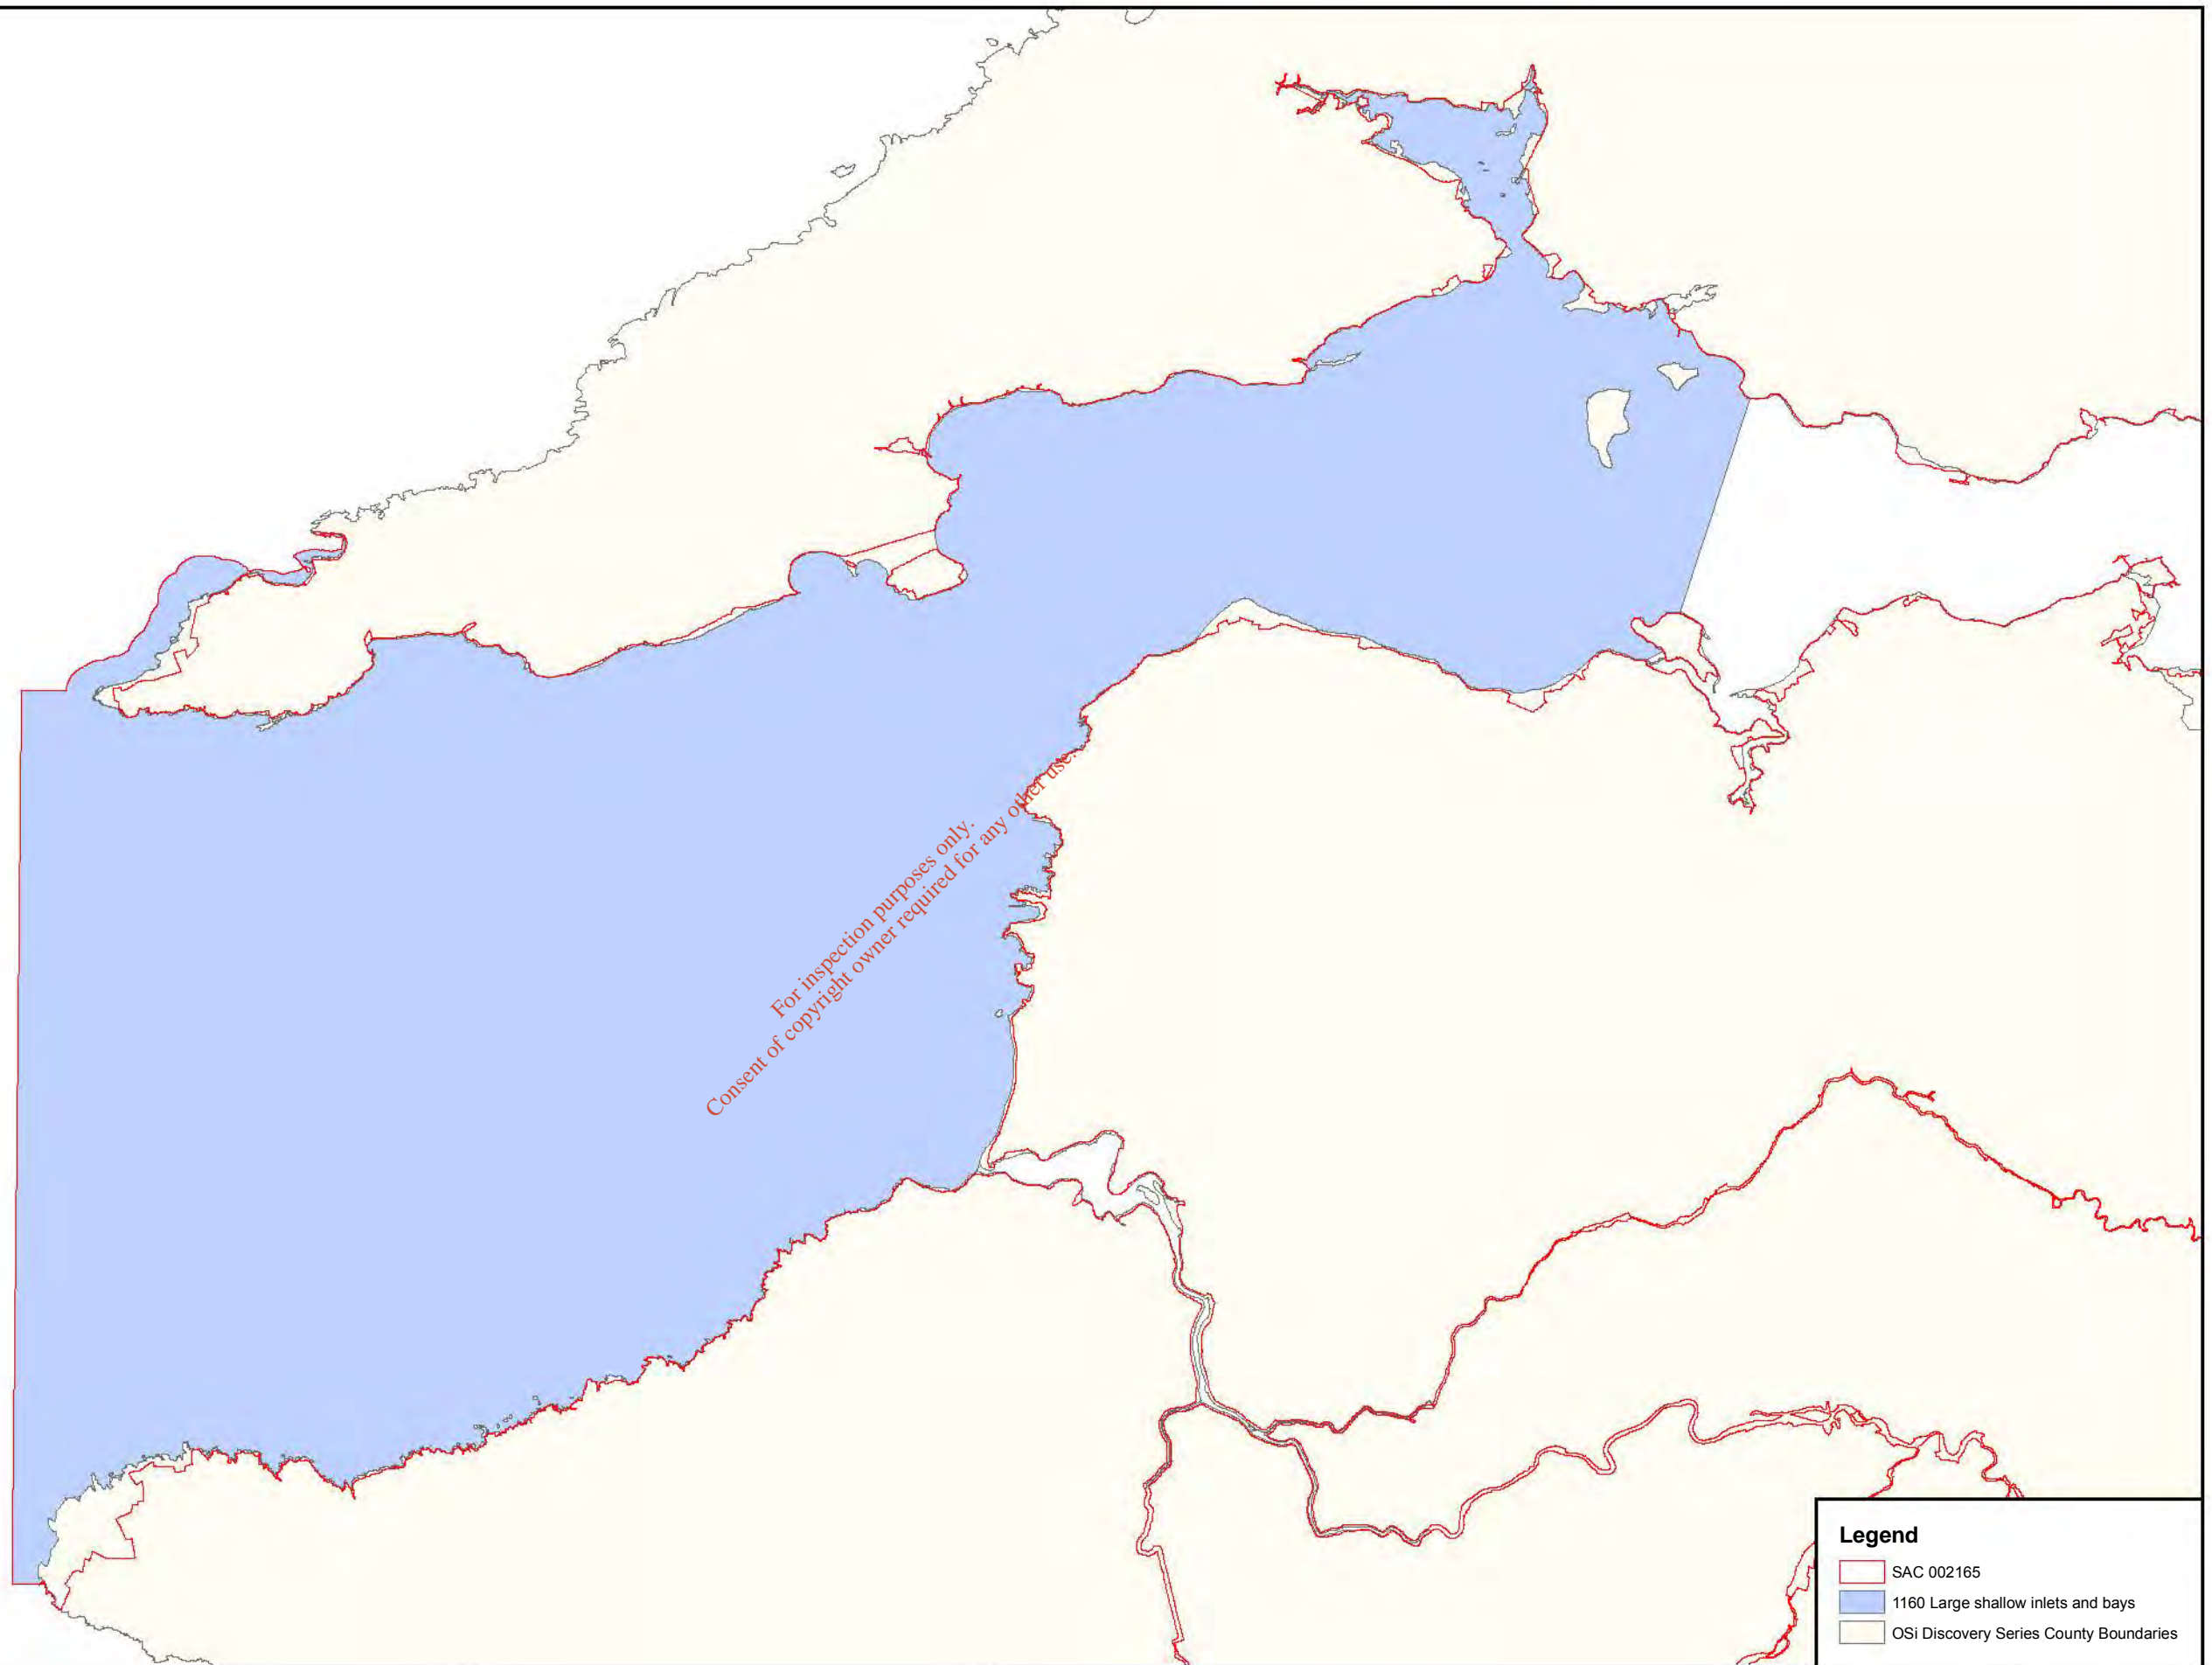 For inspection purposes only.
Consent of copyright owner required for any other use.
Legend
SAC 002165
1160 Large shallow inlets and bays
OSi Discovery Series County Boundaries